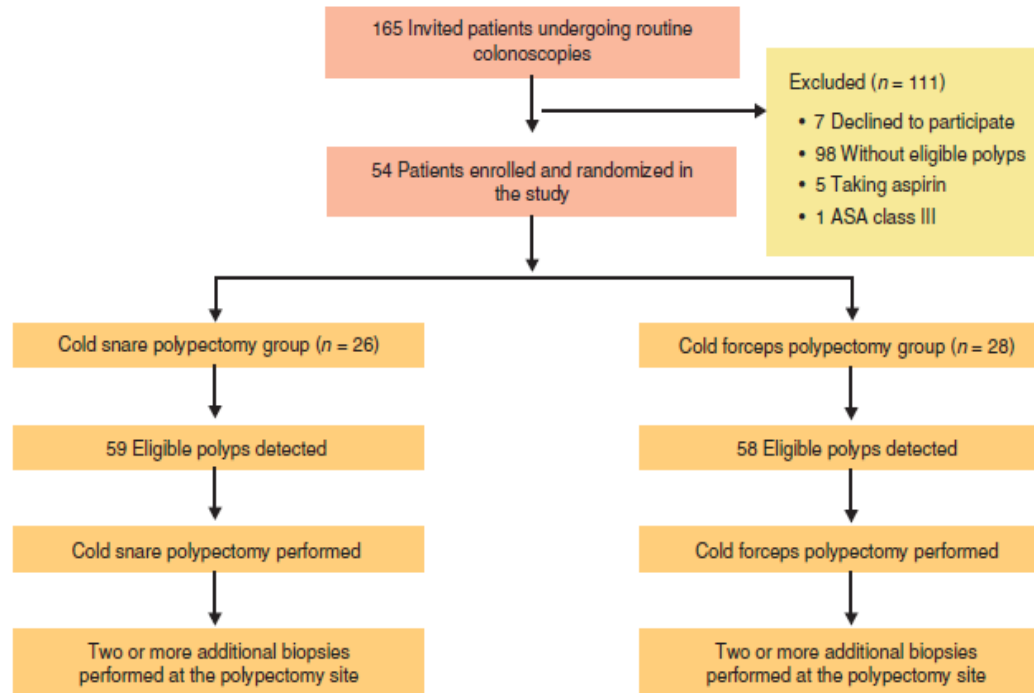 165 Invited patients undergoing routine
colonoscopies
Excluded (n = 111)
• 7 Declined to participate
• 98 Without eligible polyps
• 5 Taking aspirin
• 1 ASA class III
54 Patients enrolled and randomized in
the study
Cold snare polypectomy group (n = 26)
Cold forceps polypectomy group (n = 28)
59 Eligible polyps detected
58 Eligible polyps detected
Cold snare polypectomy performed
Cold forceps polypectomy performed
Two or more additional biopsies
performed at the polypectomy site
Two or more additional biopsies
performed at the polypectomy site